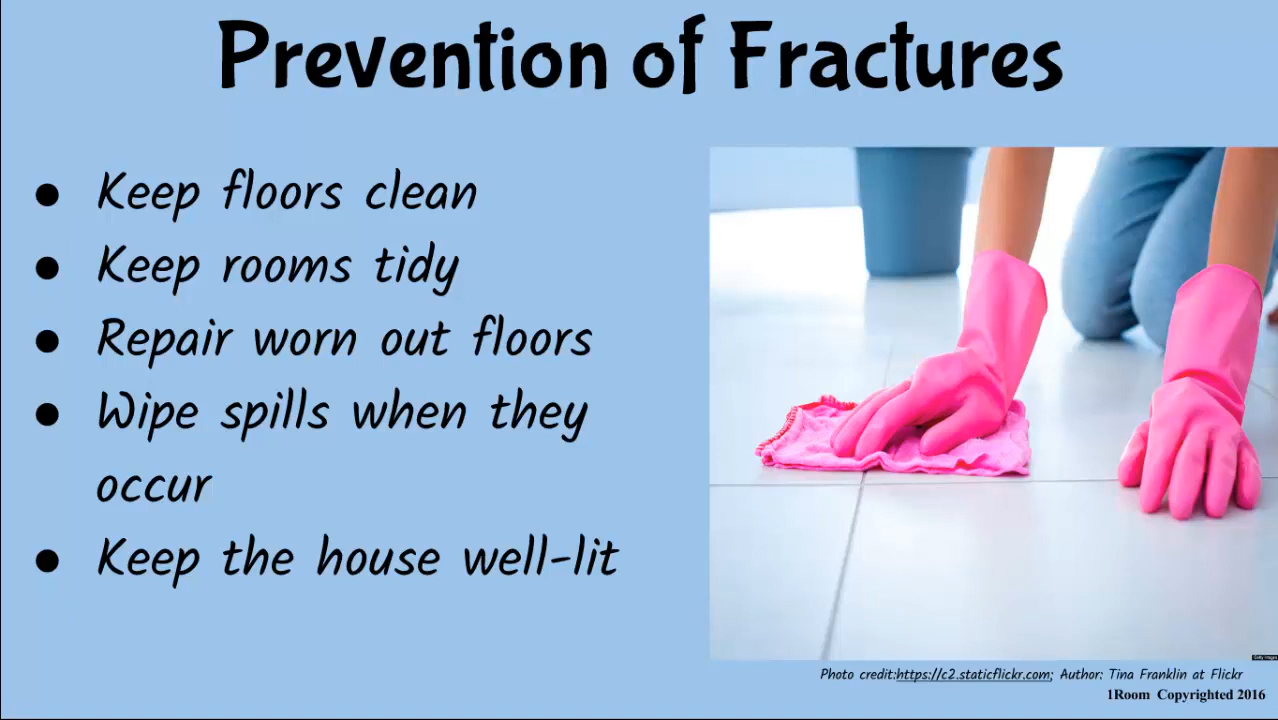 Prevention of Fractures
● Keep floors clean
● Keep rooms tidy
● Repair worn out floors
● Wipe spills when they
occur
● Keep the house well-lit
Photo credit:https://c2.staticflickr.com; Author: Tina Franklin at Flickr
1Room Copyrighted 2016